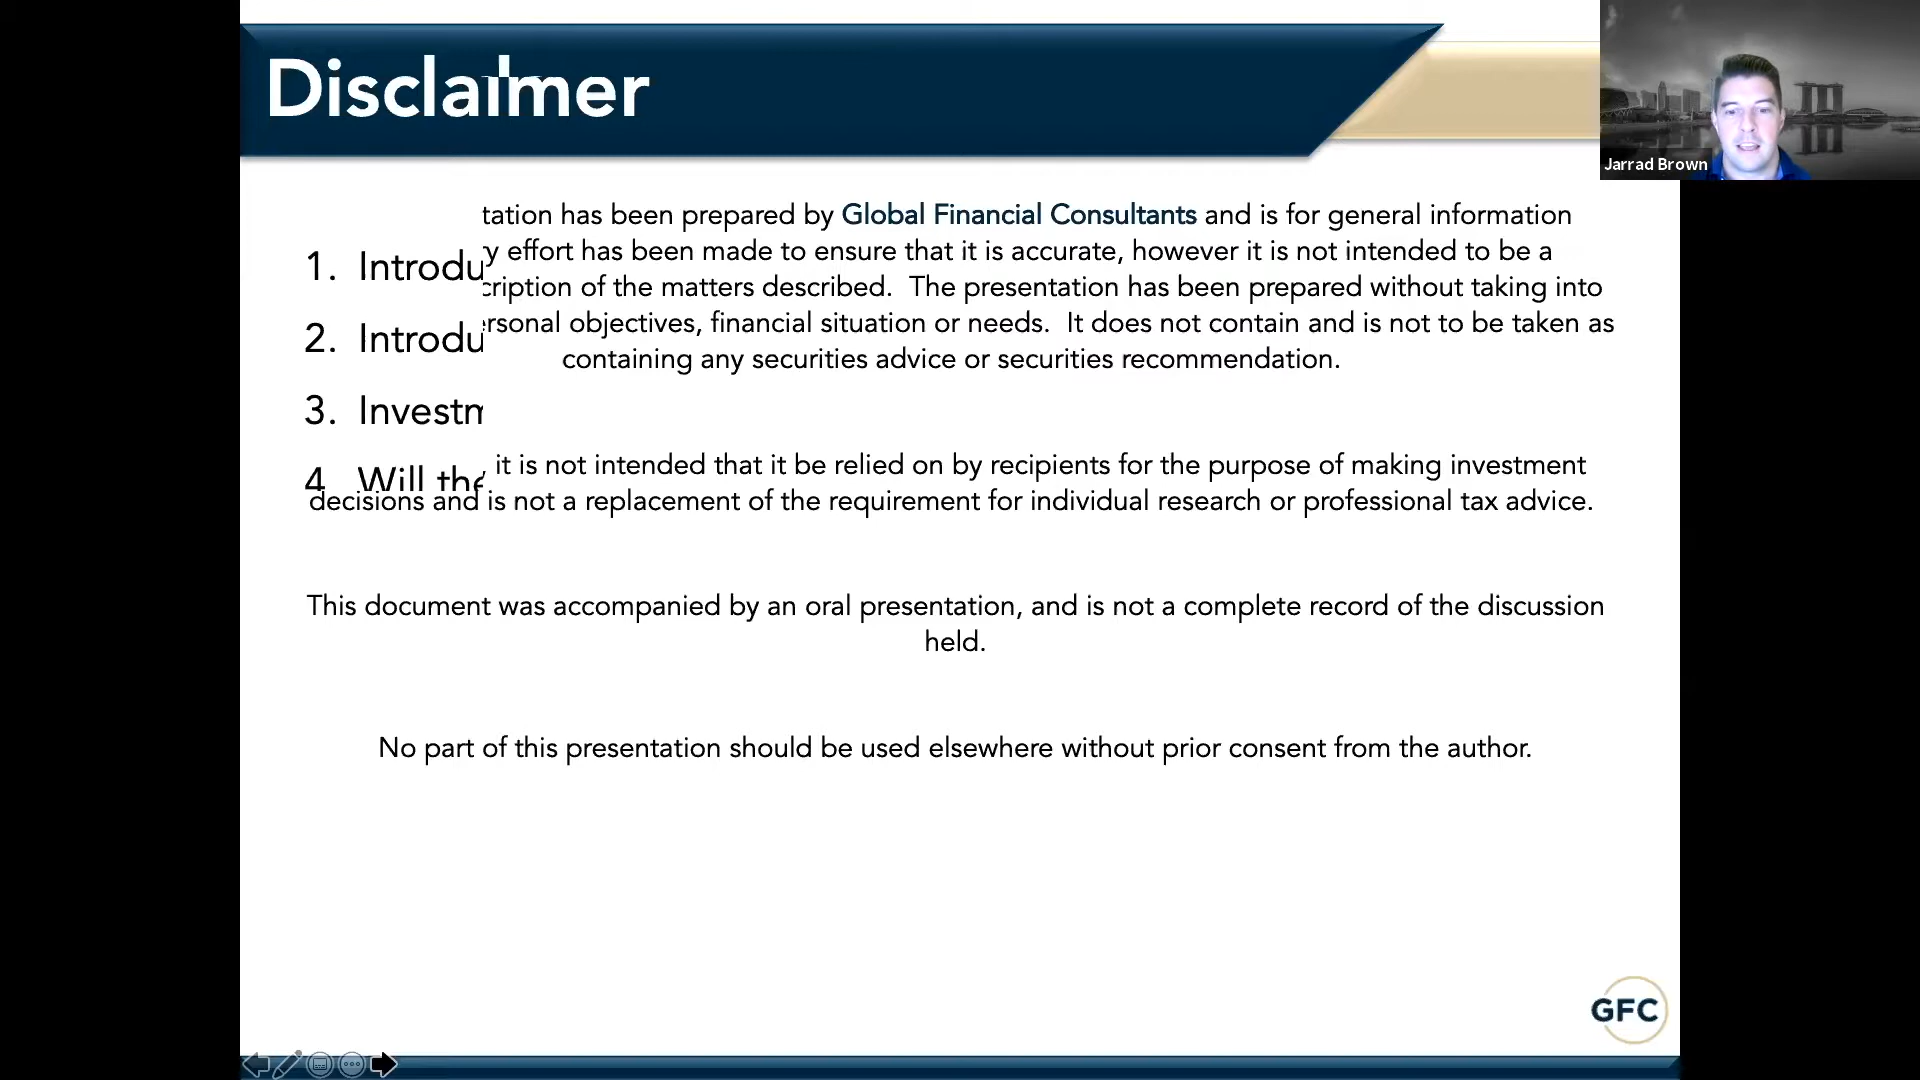 Disclaimer
Jarrad Brown
tation has been prepared by Global Financial Consultants and is for general information
y effort has been made to ensure that it is accurate, however it is not intended to be a
1. Introdu
cription of the matters described. The presentation has been prepared without taking into
2. Introdu
ersonal objectives, financial situation or needs. It does not contain and is not to be taken as
containing any securities advice or securities recommendation.
3. Investm
4. Will the
, it is not intended that it be relied on by recipients for the purpose of making investment
decisions and is not a replacement of the requirement for individual research or professional tax advice.
This document was accompanied by an oral presentation, and is not a complete record of the discussion
held.
No part of this presentation should be used elsewhere without prior consent from the author.
GFC